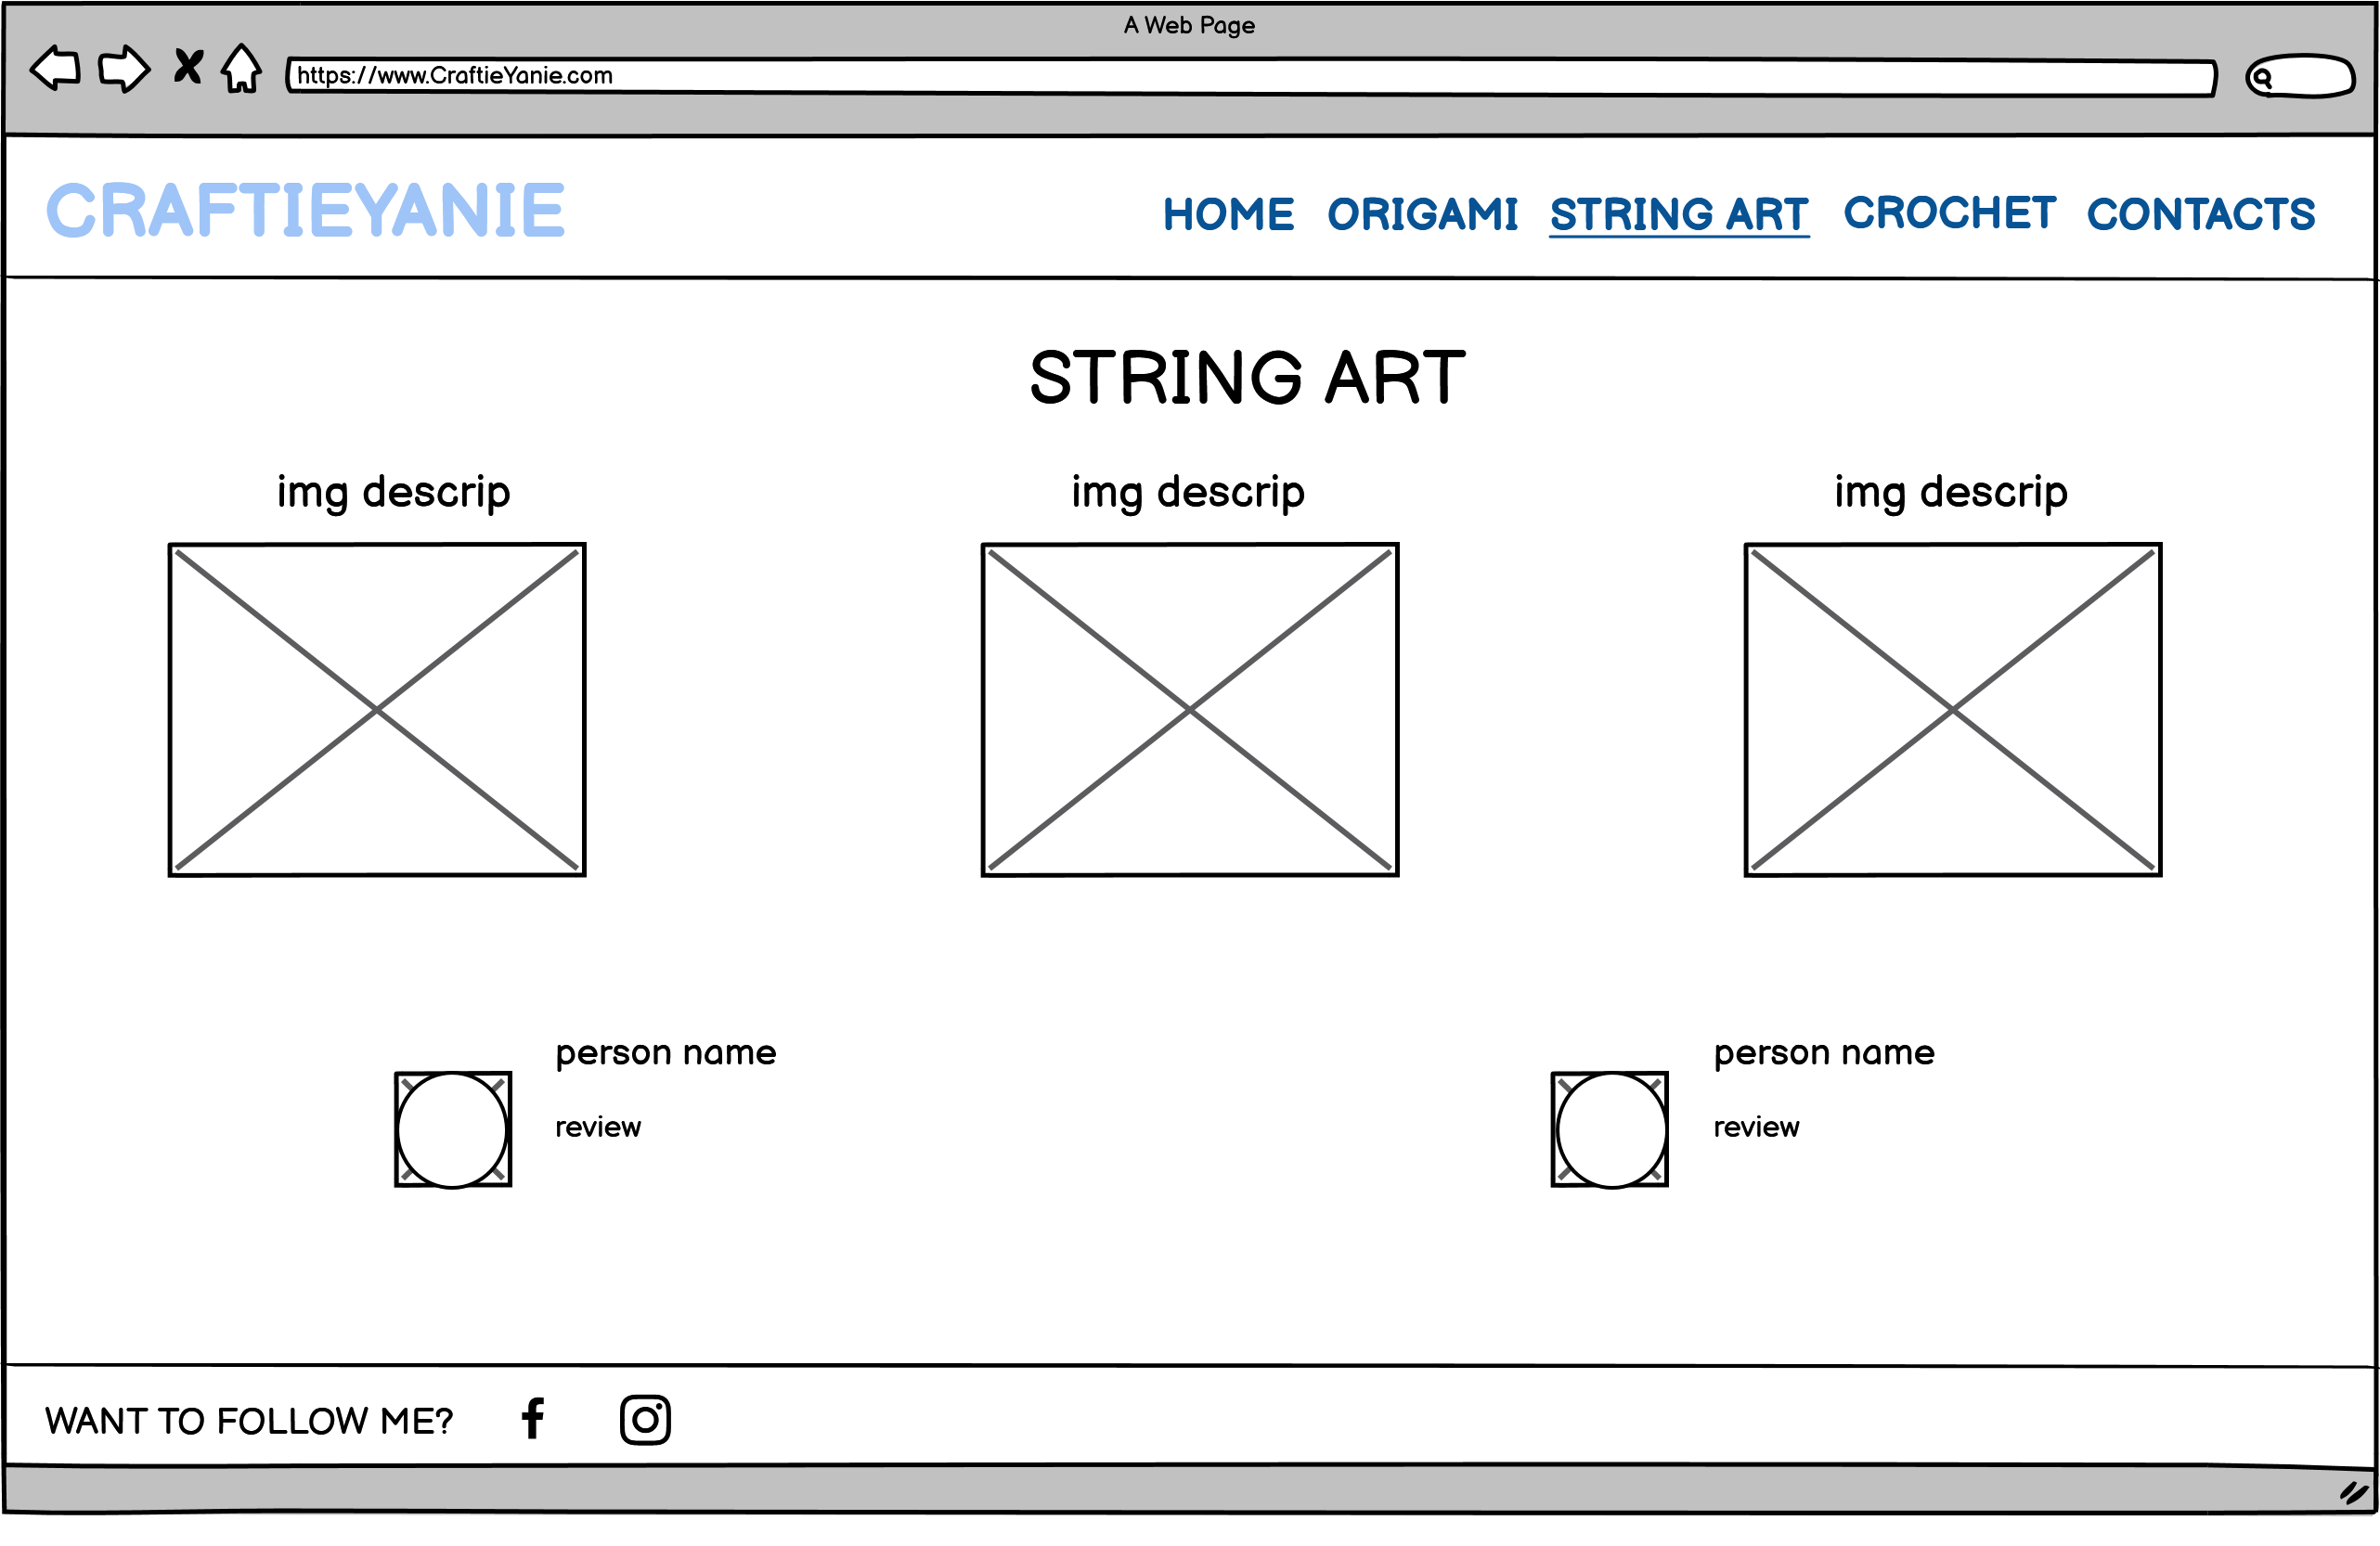 A Web Page
https://www.CraftieYanie.com
CRAFTIEYANIE
HOME ORIGAMI STRING ART CROCHET CONTACTS
STRING ART
img descrip img descrip img descrip
person name person name
review review
WANT TO FOLLOW ME?